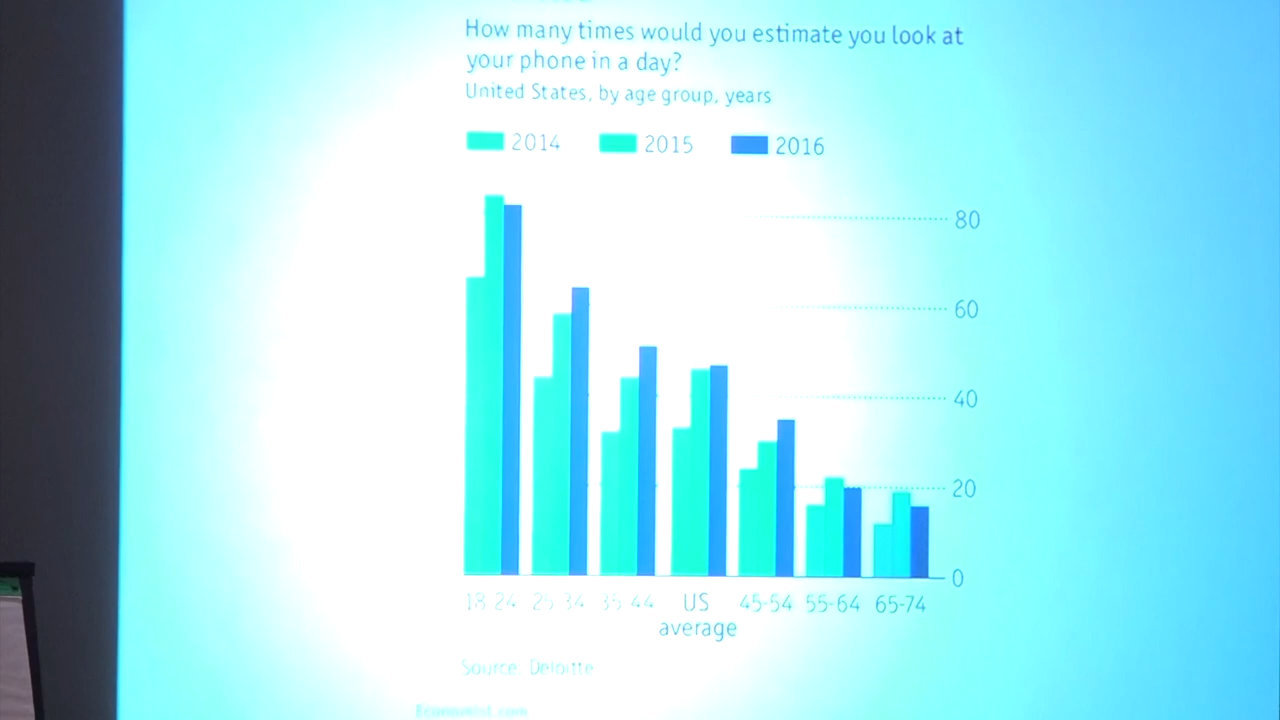 How many times would you estimate you look at
your phone in a day?
United States, by age group, years
2014 2015 2016
80
60
40
20
0
18-24 25-34 35-44 US 45-54 55-64 65-74
average
Source: Deloitte
Economist.com